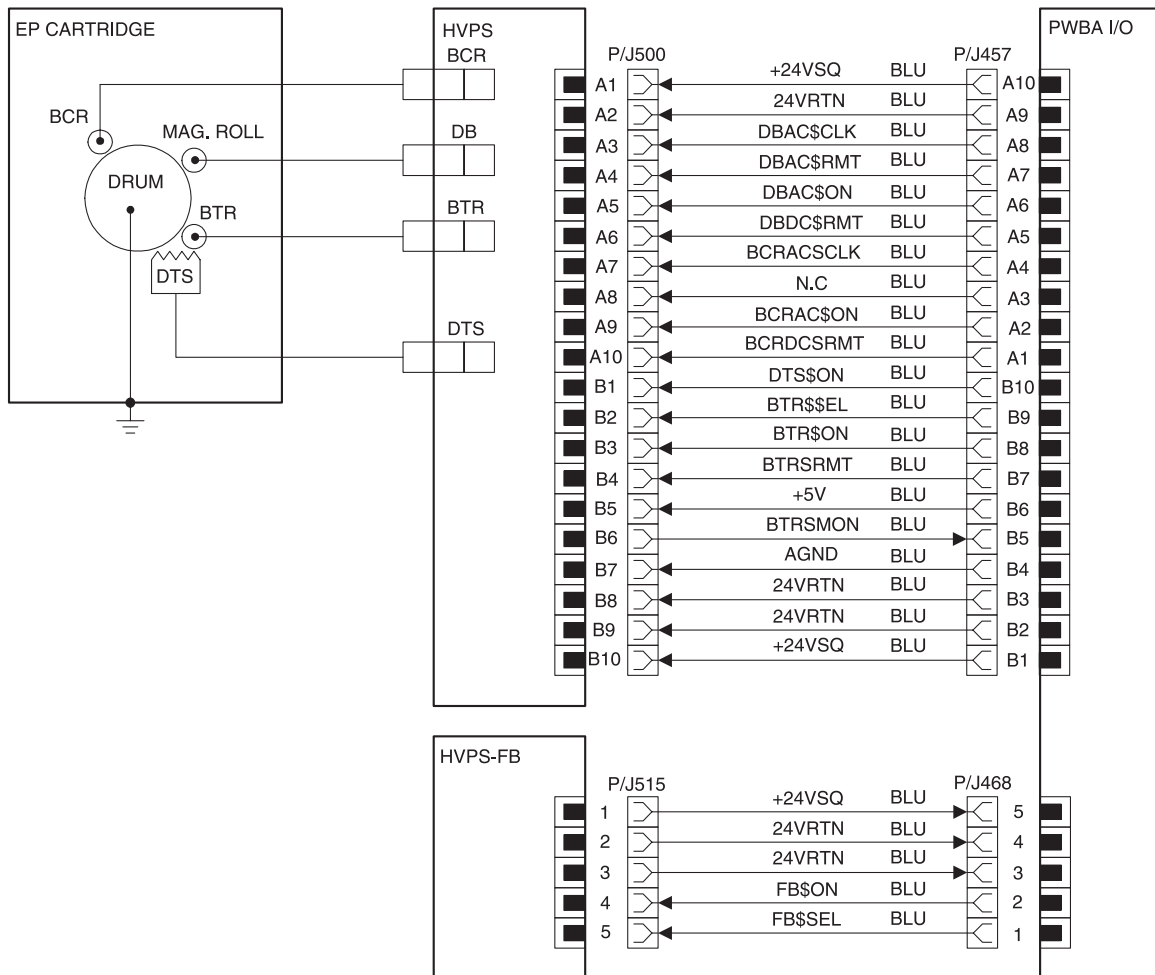 EP CARTRIDGE
BCR
MAG. ROLL
DRUM
BTR
DTS
HVPS
BCR
DB
BTR
DTS
PWBA I/O
P/J500
P/J457
A1 +24VSQ BLU A10
A2 24VRTN BLU A9
A3 DBAC$CLK BLU A8
A4 DBAC$RMT BLU A7
A5 DBAC$ON BLU A6
A6 DBDC$RMT BLU A5
A7 BCRACSCLK BLU A4
A8 N.C BLU A3
A9 BCRAC$ON BLU A2
A10 BCRDCSRMT BLU A1
B1 DTS$ON BLU B10
B2 BTR$$EL BLU B9
B3 BTR$ON BLU B8
B4 BTRSRMT BLU B7
B5 +5V BLU B6
B6 BTRSMON BLU B5
B7 AGND BLU B4
B8 24VRTN BLU B3
B9 24VRTN BLU B2
B10 +24VSQ BLU B1
HVPS-FB
P/J515
P/J468
1 +24VSQ BLU 5
2 24VRTN BLU 4
3 24VRTN BLU 3
4 FB$ON BLU 2
5 FB$SEL BLU 1